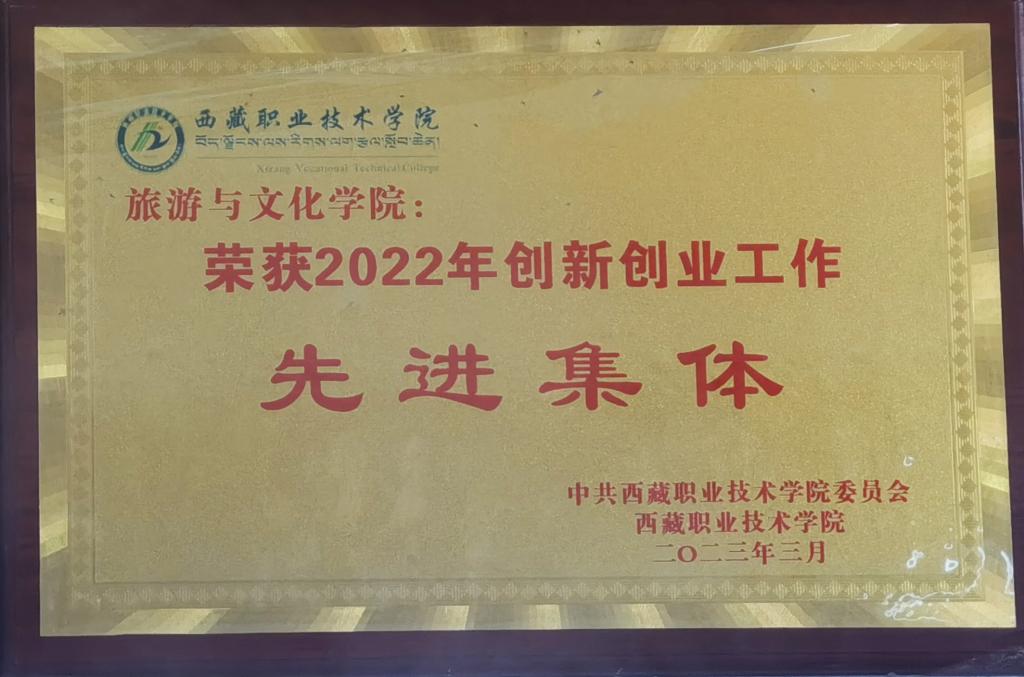 西藏职业技术学院
Xizang Vocational Technical College
旅游与文化学院:
荣获2022年创新创业工作
先进集体
中共西藏职业技术学院委员会
西藏职业技术学院
二〇二三年三月